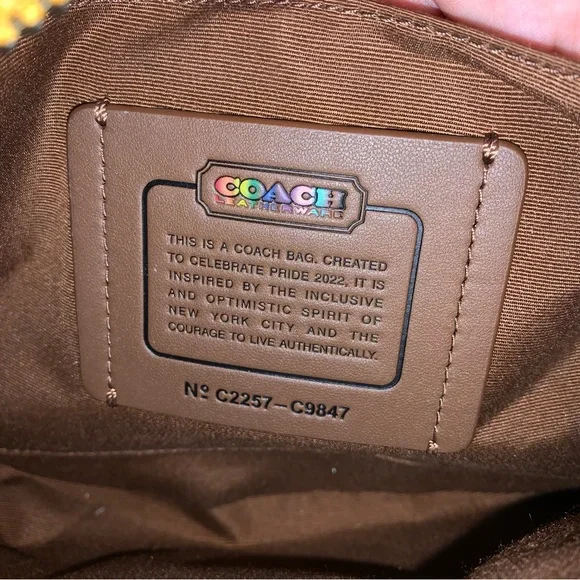 COACH
LEATHERWARE
THIS IS A COACH BAG. CREATED
TO CELEBRATE PRIDE 2022, IT IS
INSPIRED BY THE INCLUSIVE
AND OPTIMISTIC SPIRIT OF
NEW YORK CITY AND THE
COURAGE TO LIVE AUTHENTICALLY.
Nº C2257–C9847